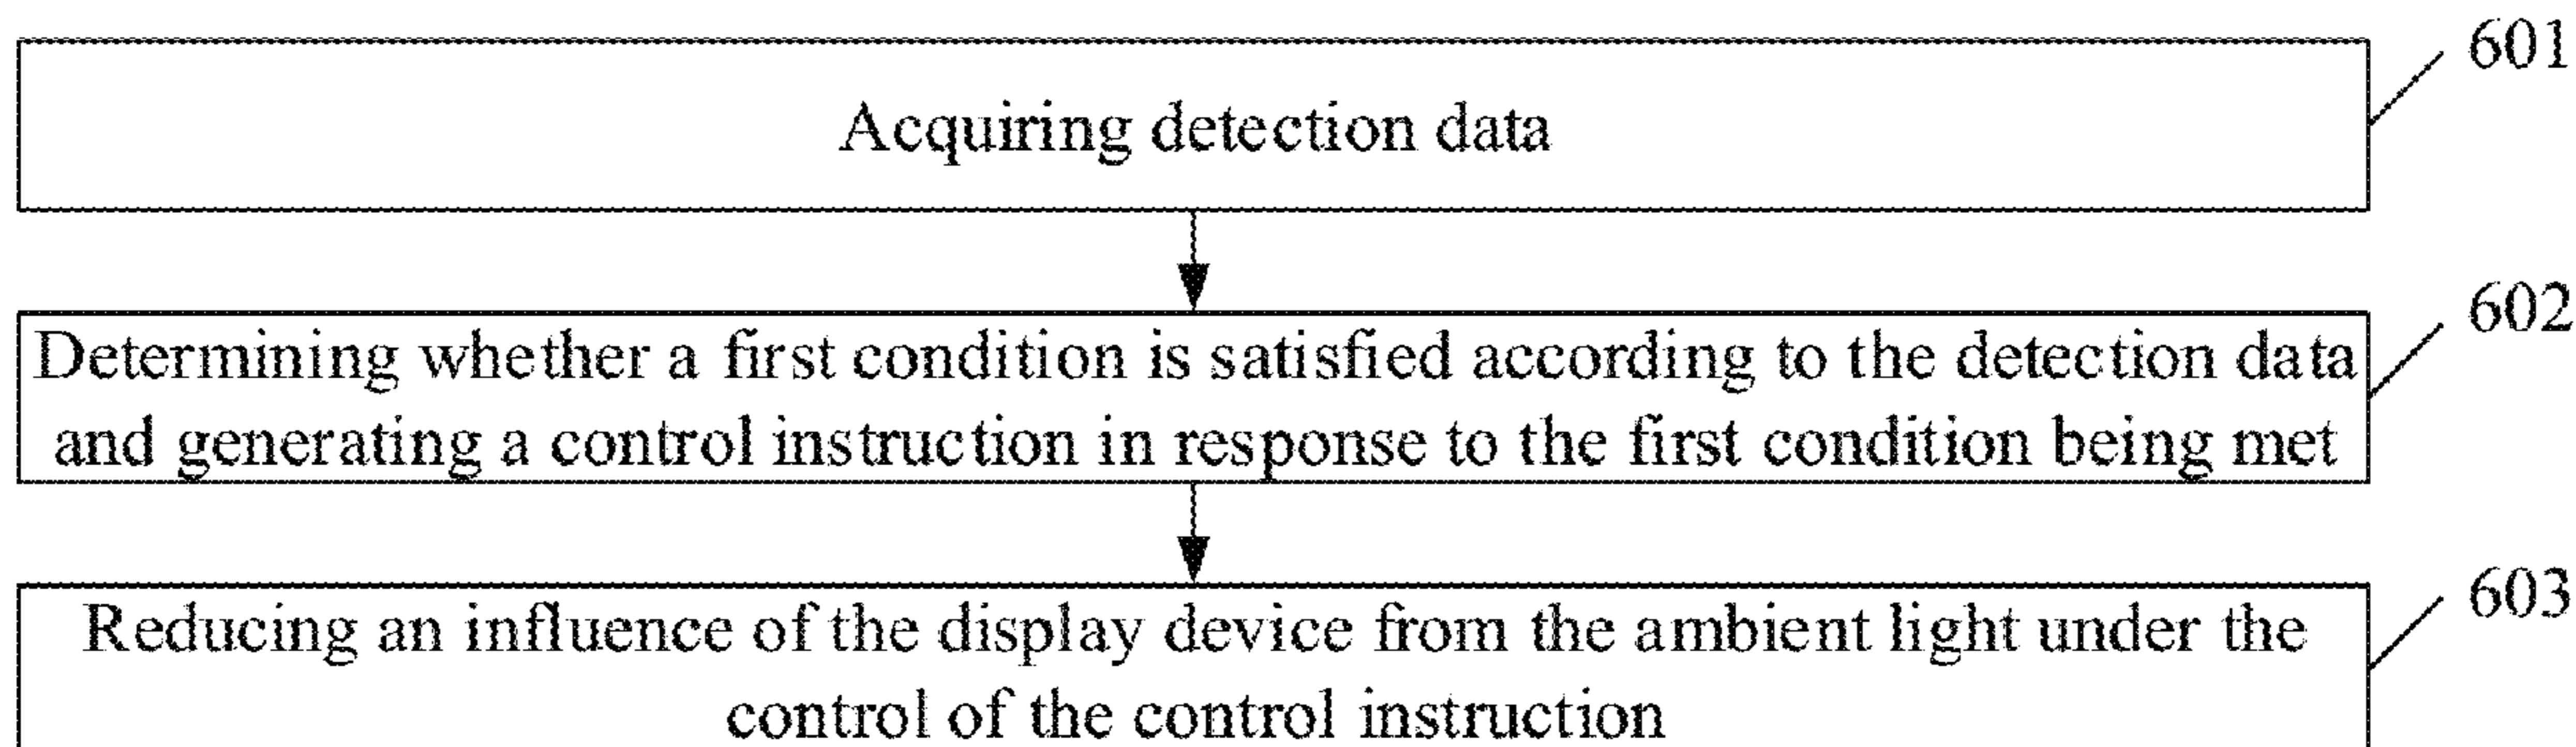 601
Acquiring detection data
602
Determining whether a first condition is satisfied according to the detection data
and generating a control instruction in response to the first condition being met
603
Reducing an influence of the display device from the ambient light under the
control of the control instruction